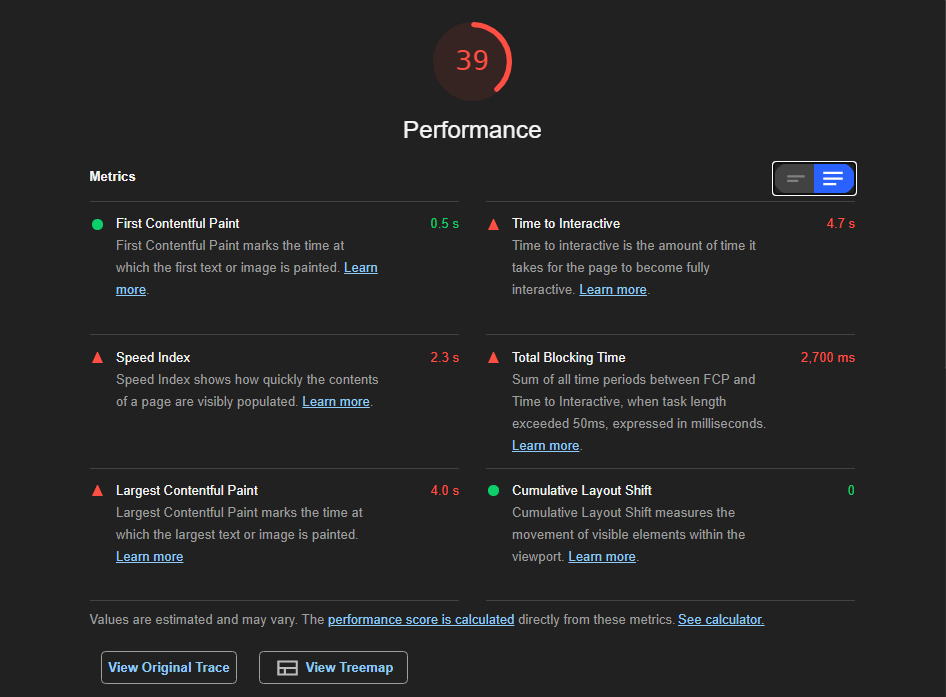 39
Performance
Metrics
First Contentful Paint 0.5 s
First Contentful Paint marks the time at
which the first text or image is painted. Learn
more.
Time to Interactive 4.7 s
Time to interactive is the amount of time it
takes for the page to become fully
interactive. Learn more.
Speed Index 2.3 s
Speed Index shows how quickly the contents
of a page are visibly populated. Learn more.
Total Blocking Time 2,700 ms
Sum of all time periods between FCP and
Time to Interactive, when task length
exceeded 50ms, expressed in milliseconds.
Learn more.
Largest Contentful Paint 4.0 s
Largest Contentful Paint marks the time at
which the largest text or image is painted.
Learn more
Cumulative Layout Shift 0
Cumulative Layout Shift measures the
movement of visible elements within the
viewport. Learn more.
Values are estimated and may vary. The performance score is calculated directly from these metrics. See calculator.
View Original Trace
View Treemap